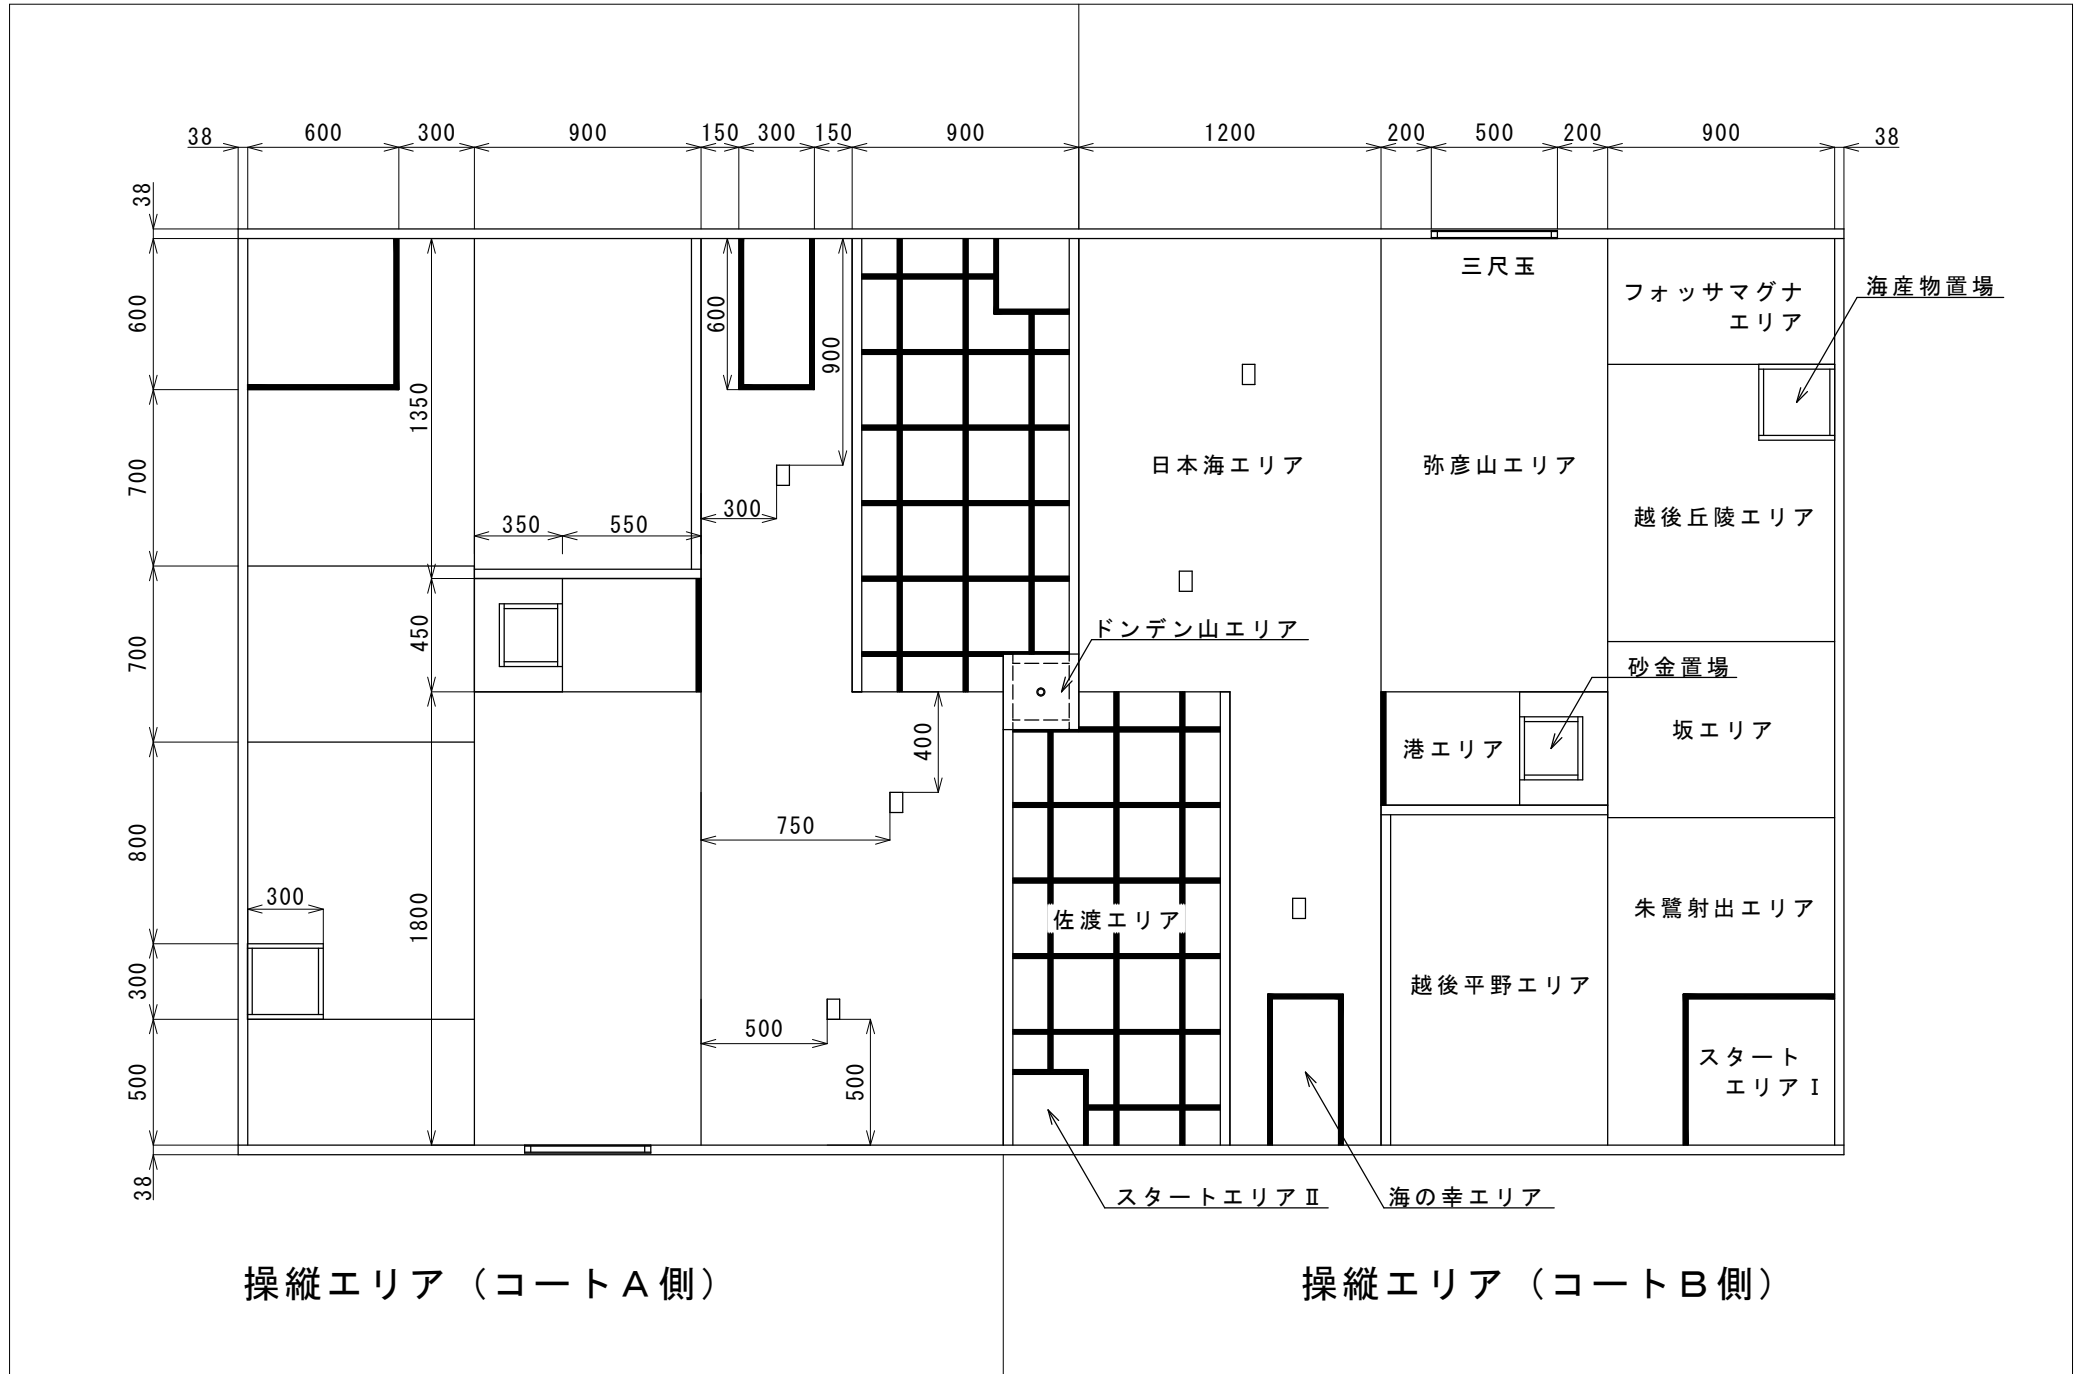 38
600
300
900
150
300
150
900
1200
200
500
200
900
38
38
600
700
700
800
300
500
38
1350
450
1800
600
900
350
550
300
300
400
750
500
500
三尺玉
フォッサマグナ
エリア
海産物置場
日本海エリア
弥彦山エリア
越後丘陵エリア
ドンデン山エリア
砂金置場
港エリア
坂エリア
佐渡エリア
朱鷺射出エリア
越後平野エリア
スタート
エリアⅠ
スタートエリアⅡ
海の幸エリア
操縦エリア（コートＡ側）
操縦エリア（コートＢ側）